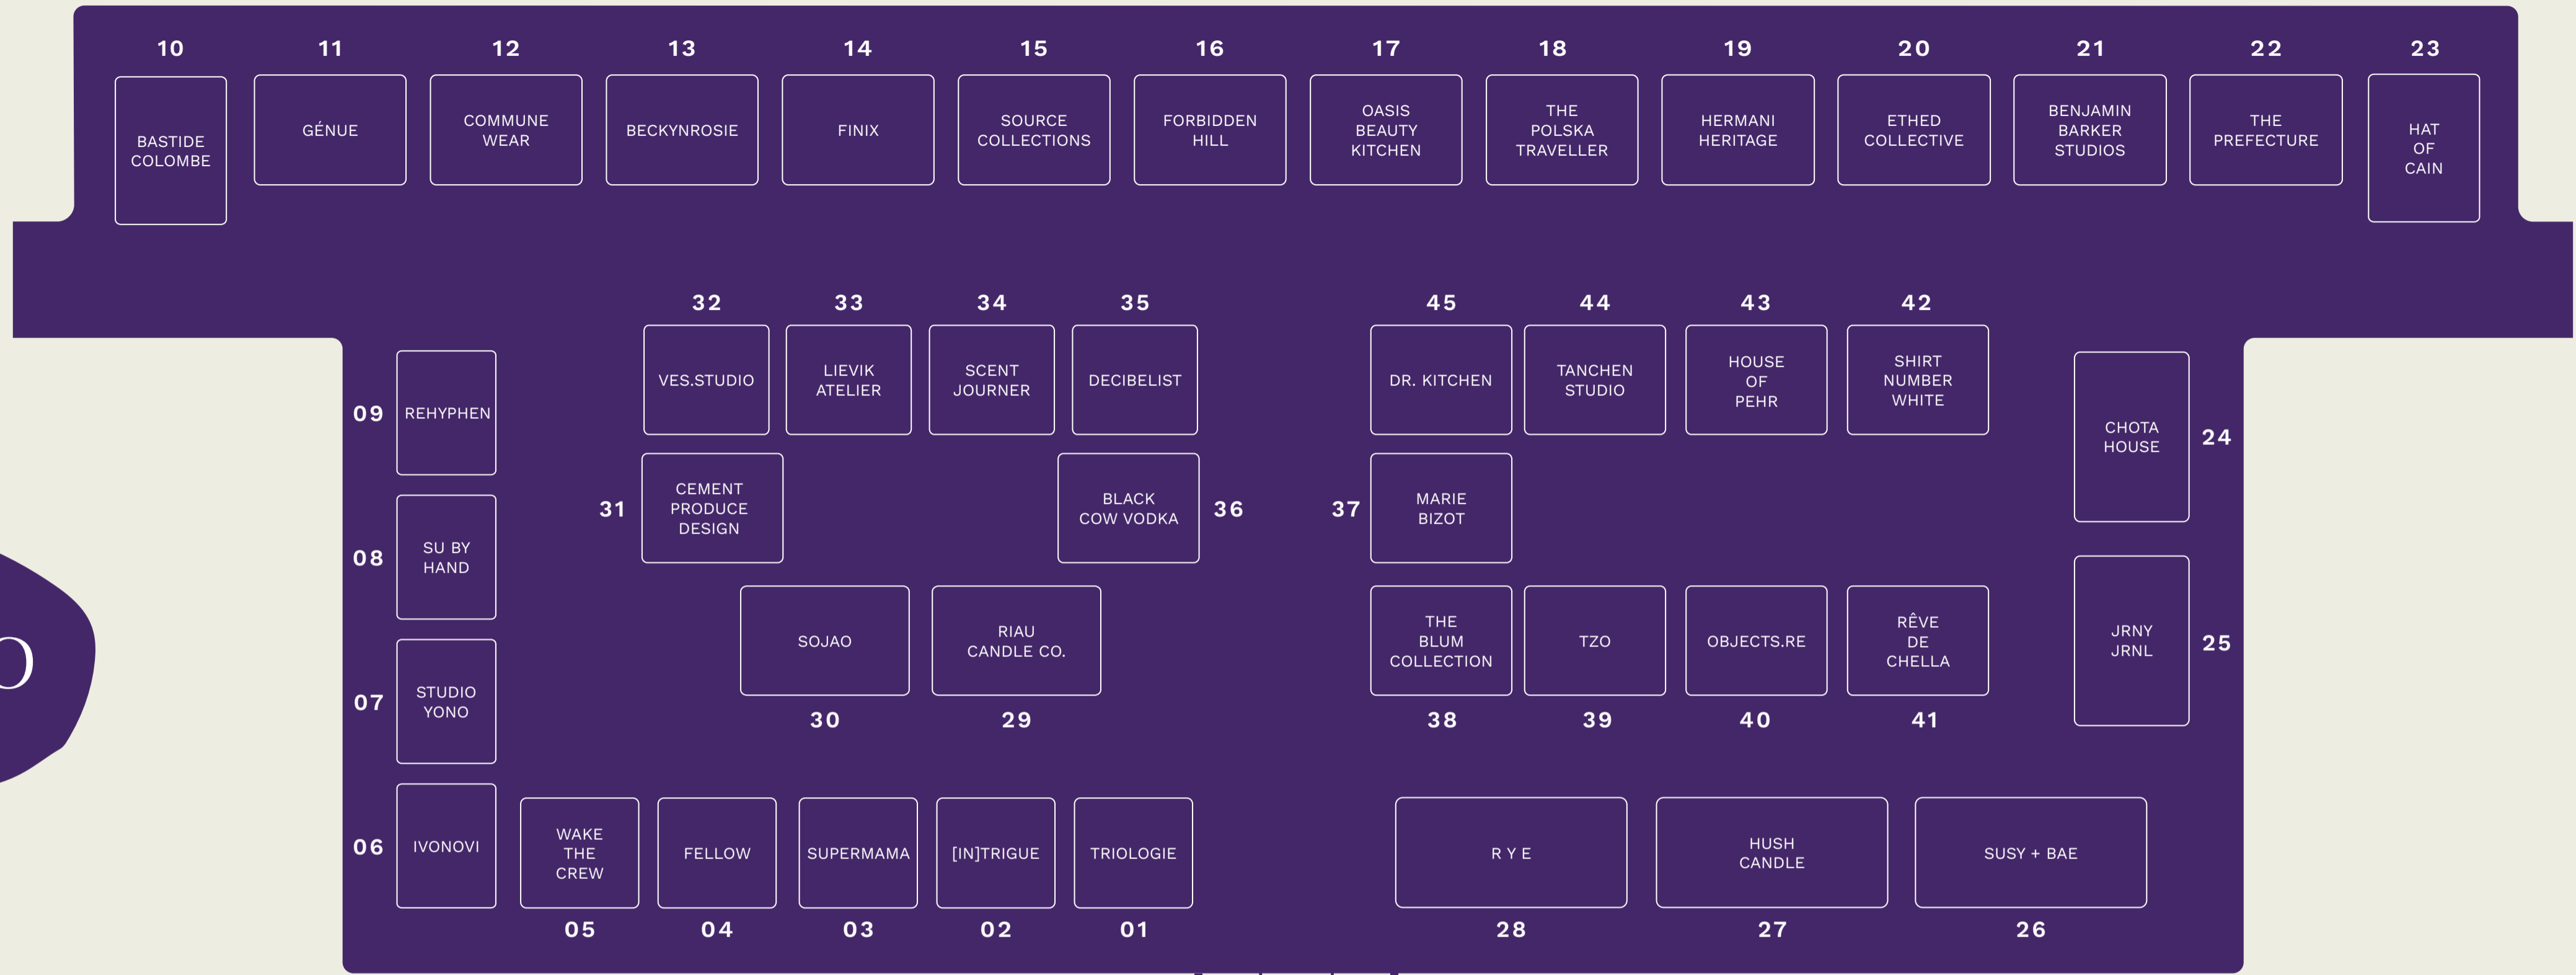 10 11 12 13 14 15 16 17 18 19 20 21 22 23
BASTIDE
COLOMBE
GÉNUE
COMMUNE
WEAR
BECKYNROSIE
FINIX
SOURCE
COLLECTIONS
FORBIDDEN
HILL
OASIS
BEAUTY
KITCHEN
THE
POLSKA
TRAVELLER
HERMANI
HERITAGE
ETHED
COLLECTIVE
BENJAMIN
BARKER
STUDIOS
THE
PREFECTURE
HAT
OF
CAIN
32 33 34 35 45 44 43 42
VES.STUDIO
LIEVIK
ATELIER
SCENT
JOURNER
DECIBELIST
DR. KITCHEN
TANCHEN
STUDIO
HOUSE
OF
PEHR
SHIRT
NUMBER
WHITE
09
REHYPHEN
CHOTA
HOUSE
24
31
CEMENT
PRODUCE
DESIGN
BLACK
COW VODKA
36
37
MARIE
BIZOT
08
SU BY
HAND
SOJAO
30
RIAU
CANDLE CO.
29
THE
BLUM
COLLECTION
38
TZO
39
OBJECTS.RE
40
RÊVE
DE
CHELLA
41
JRNY
JRNL
25
07
STUDIO
YONO
06
IVONOVI
WAKE
THE
CREW
05
FELLOW
04
SUPERMAMA
03
[IN]TRIGUE
02
TRIOLOGIE
01
R Y E
28
HUSH
CANDLE
27
SUSY + BAE
26